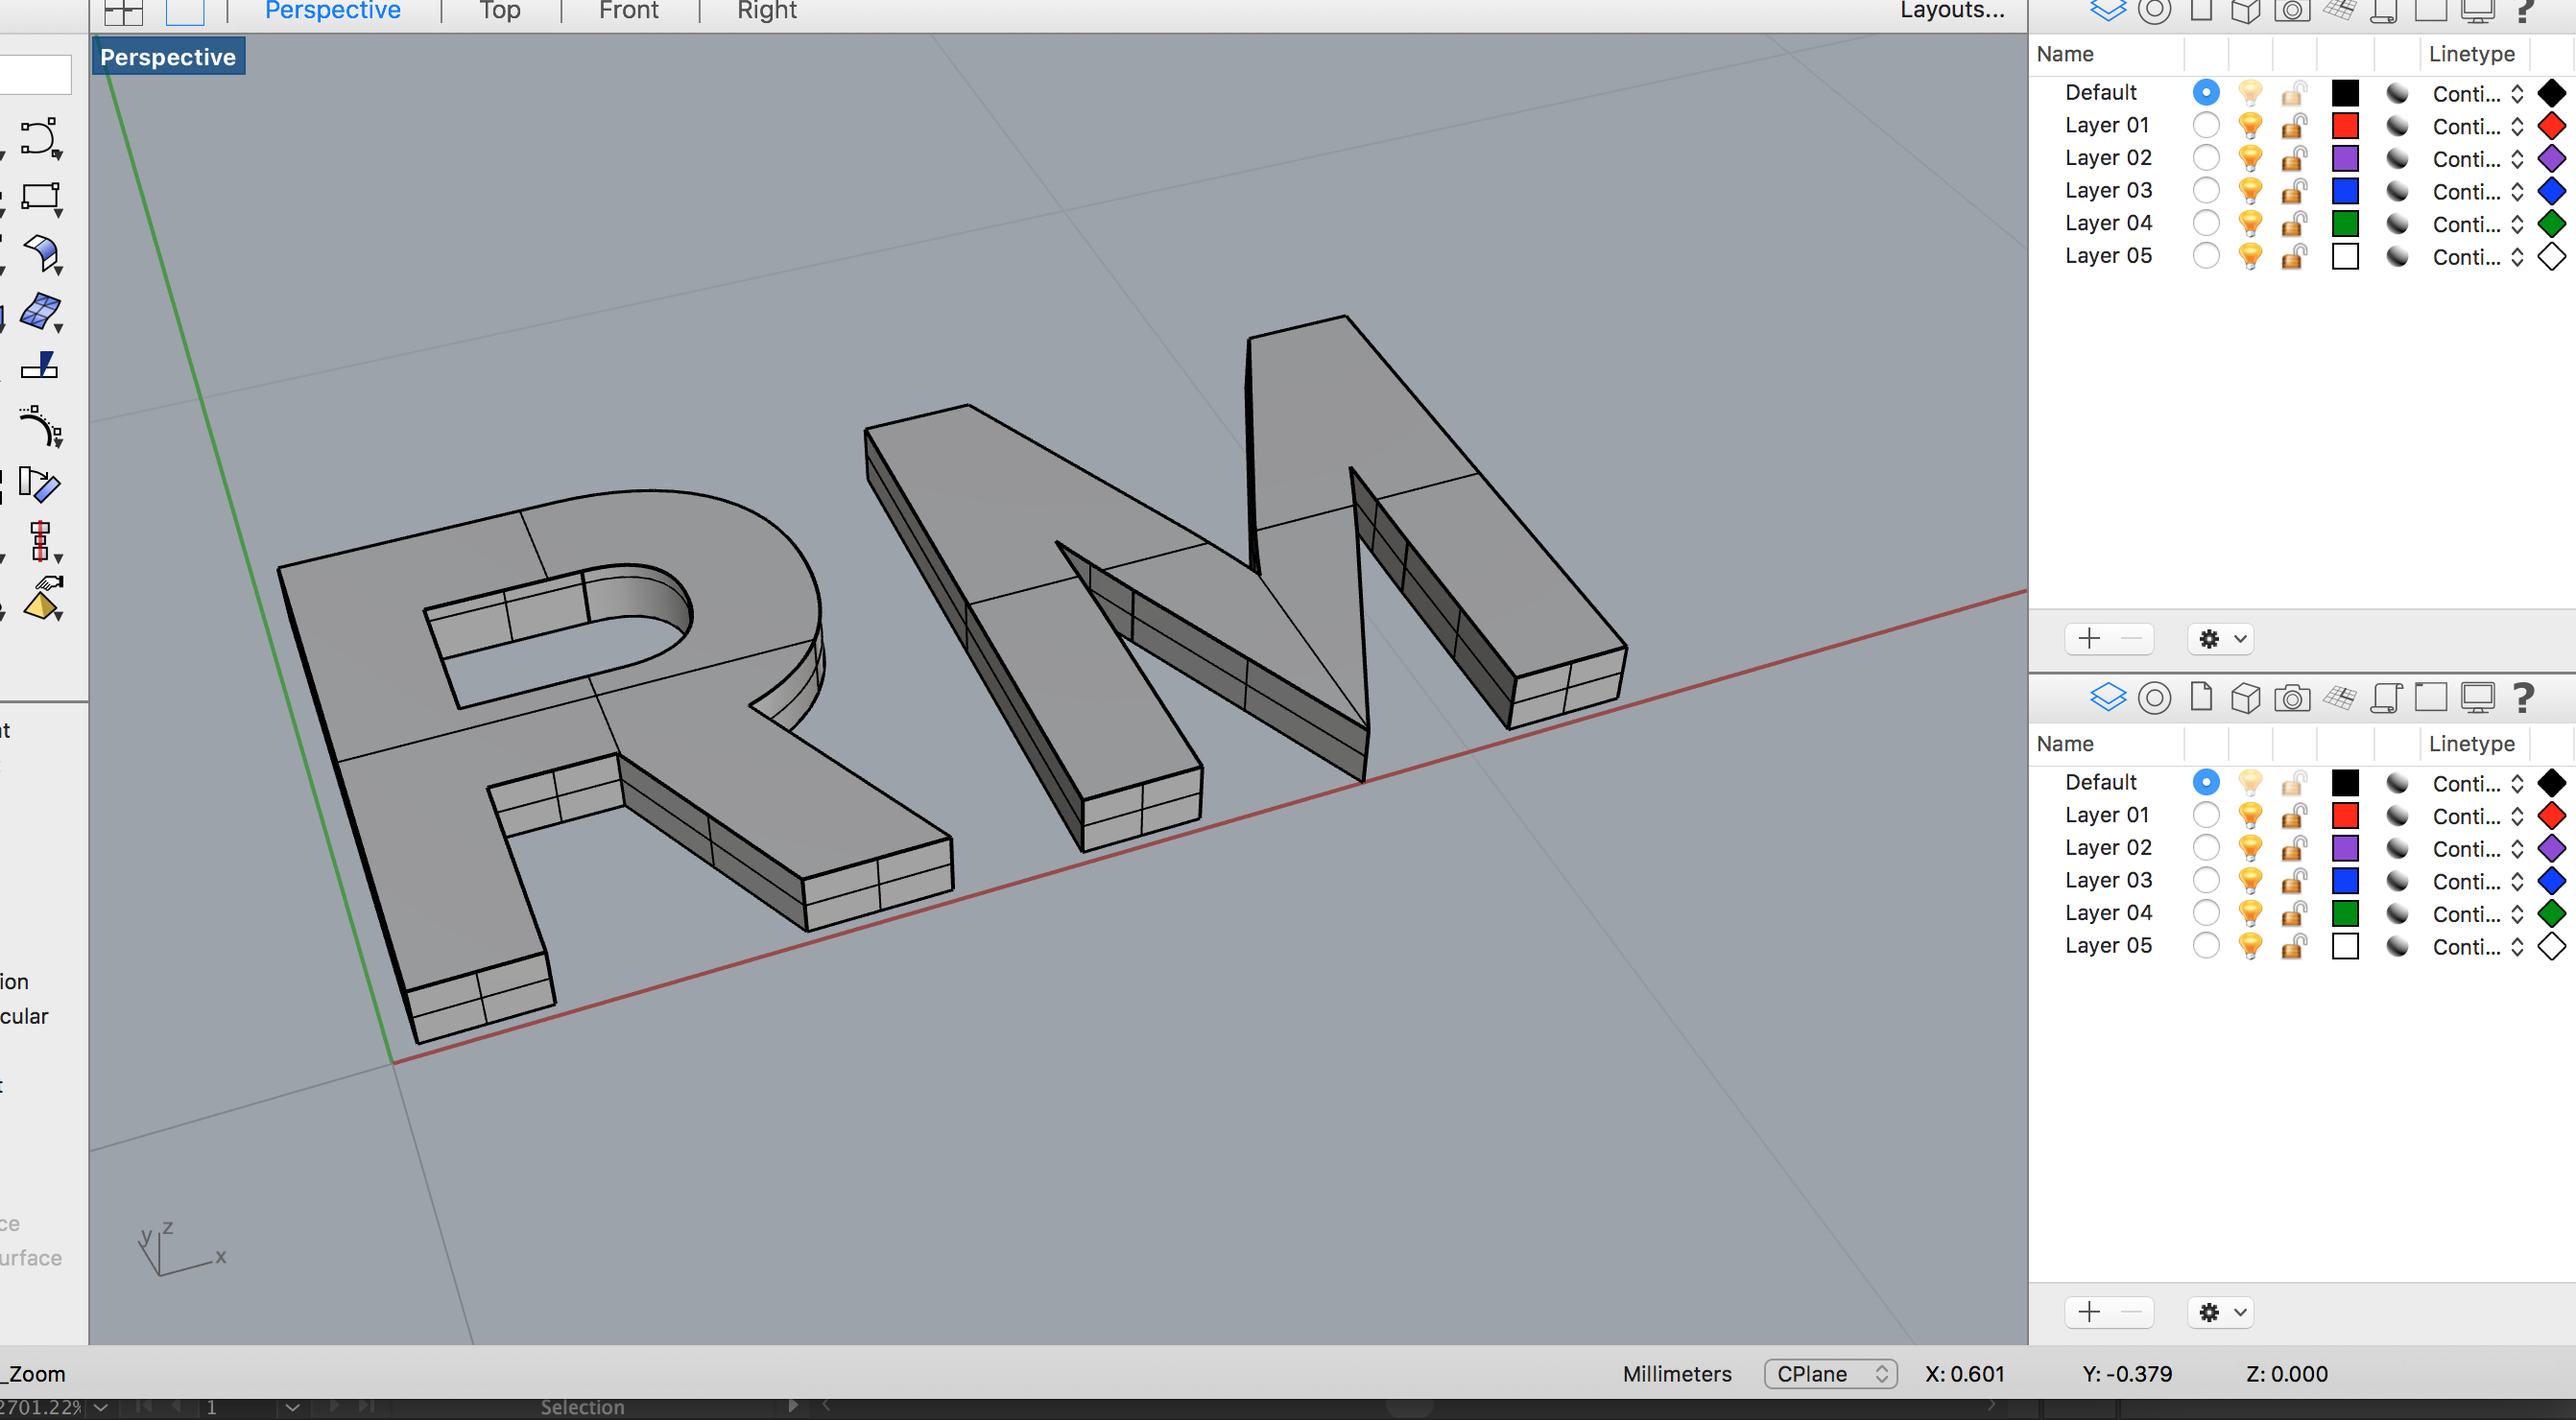 Perspective Top Front Right Layouts...
Perspective
RM
y z x
t
ion
cular
t
ce
urface
Name Linetype
Default Conti...
Layer 01 Conti...
Layer 02 Conti...
Layer 03 Conti...
Layer 04 Conti...
Layer 05 Conti...
?
Name Linetype
Default Conti...
Layer 01 Conti...
Layer 02 Conti...
Layer 03 Conti...
Layer 04 Conti...
Layer 05 Conti...
_Zoom Millimeters CPlane X: 0.601 Y: -0.379 Z: 0.000
2701.22% 1 Selection